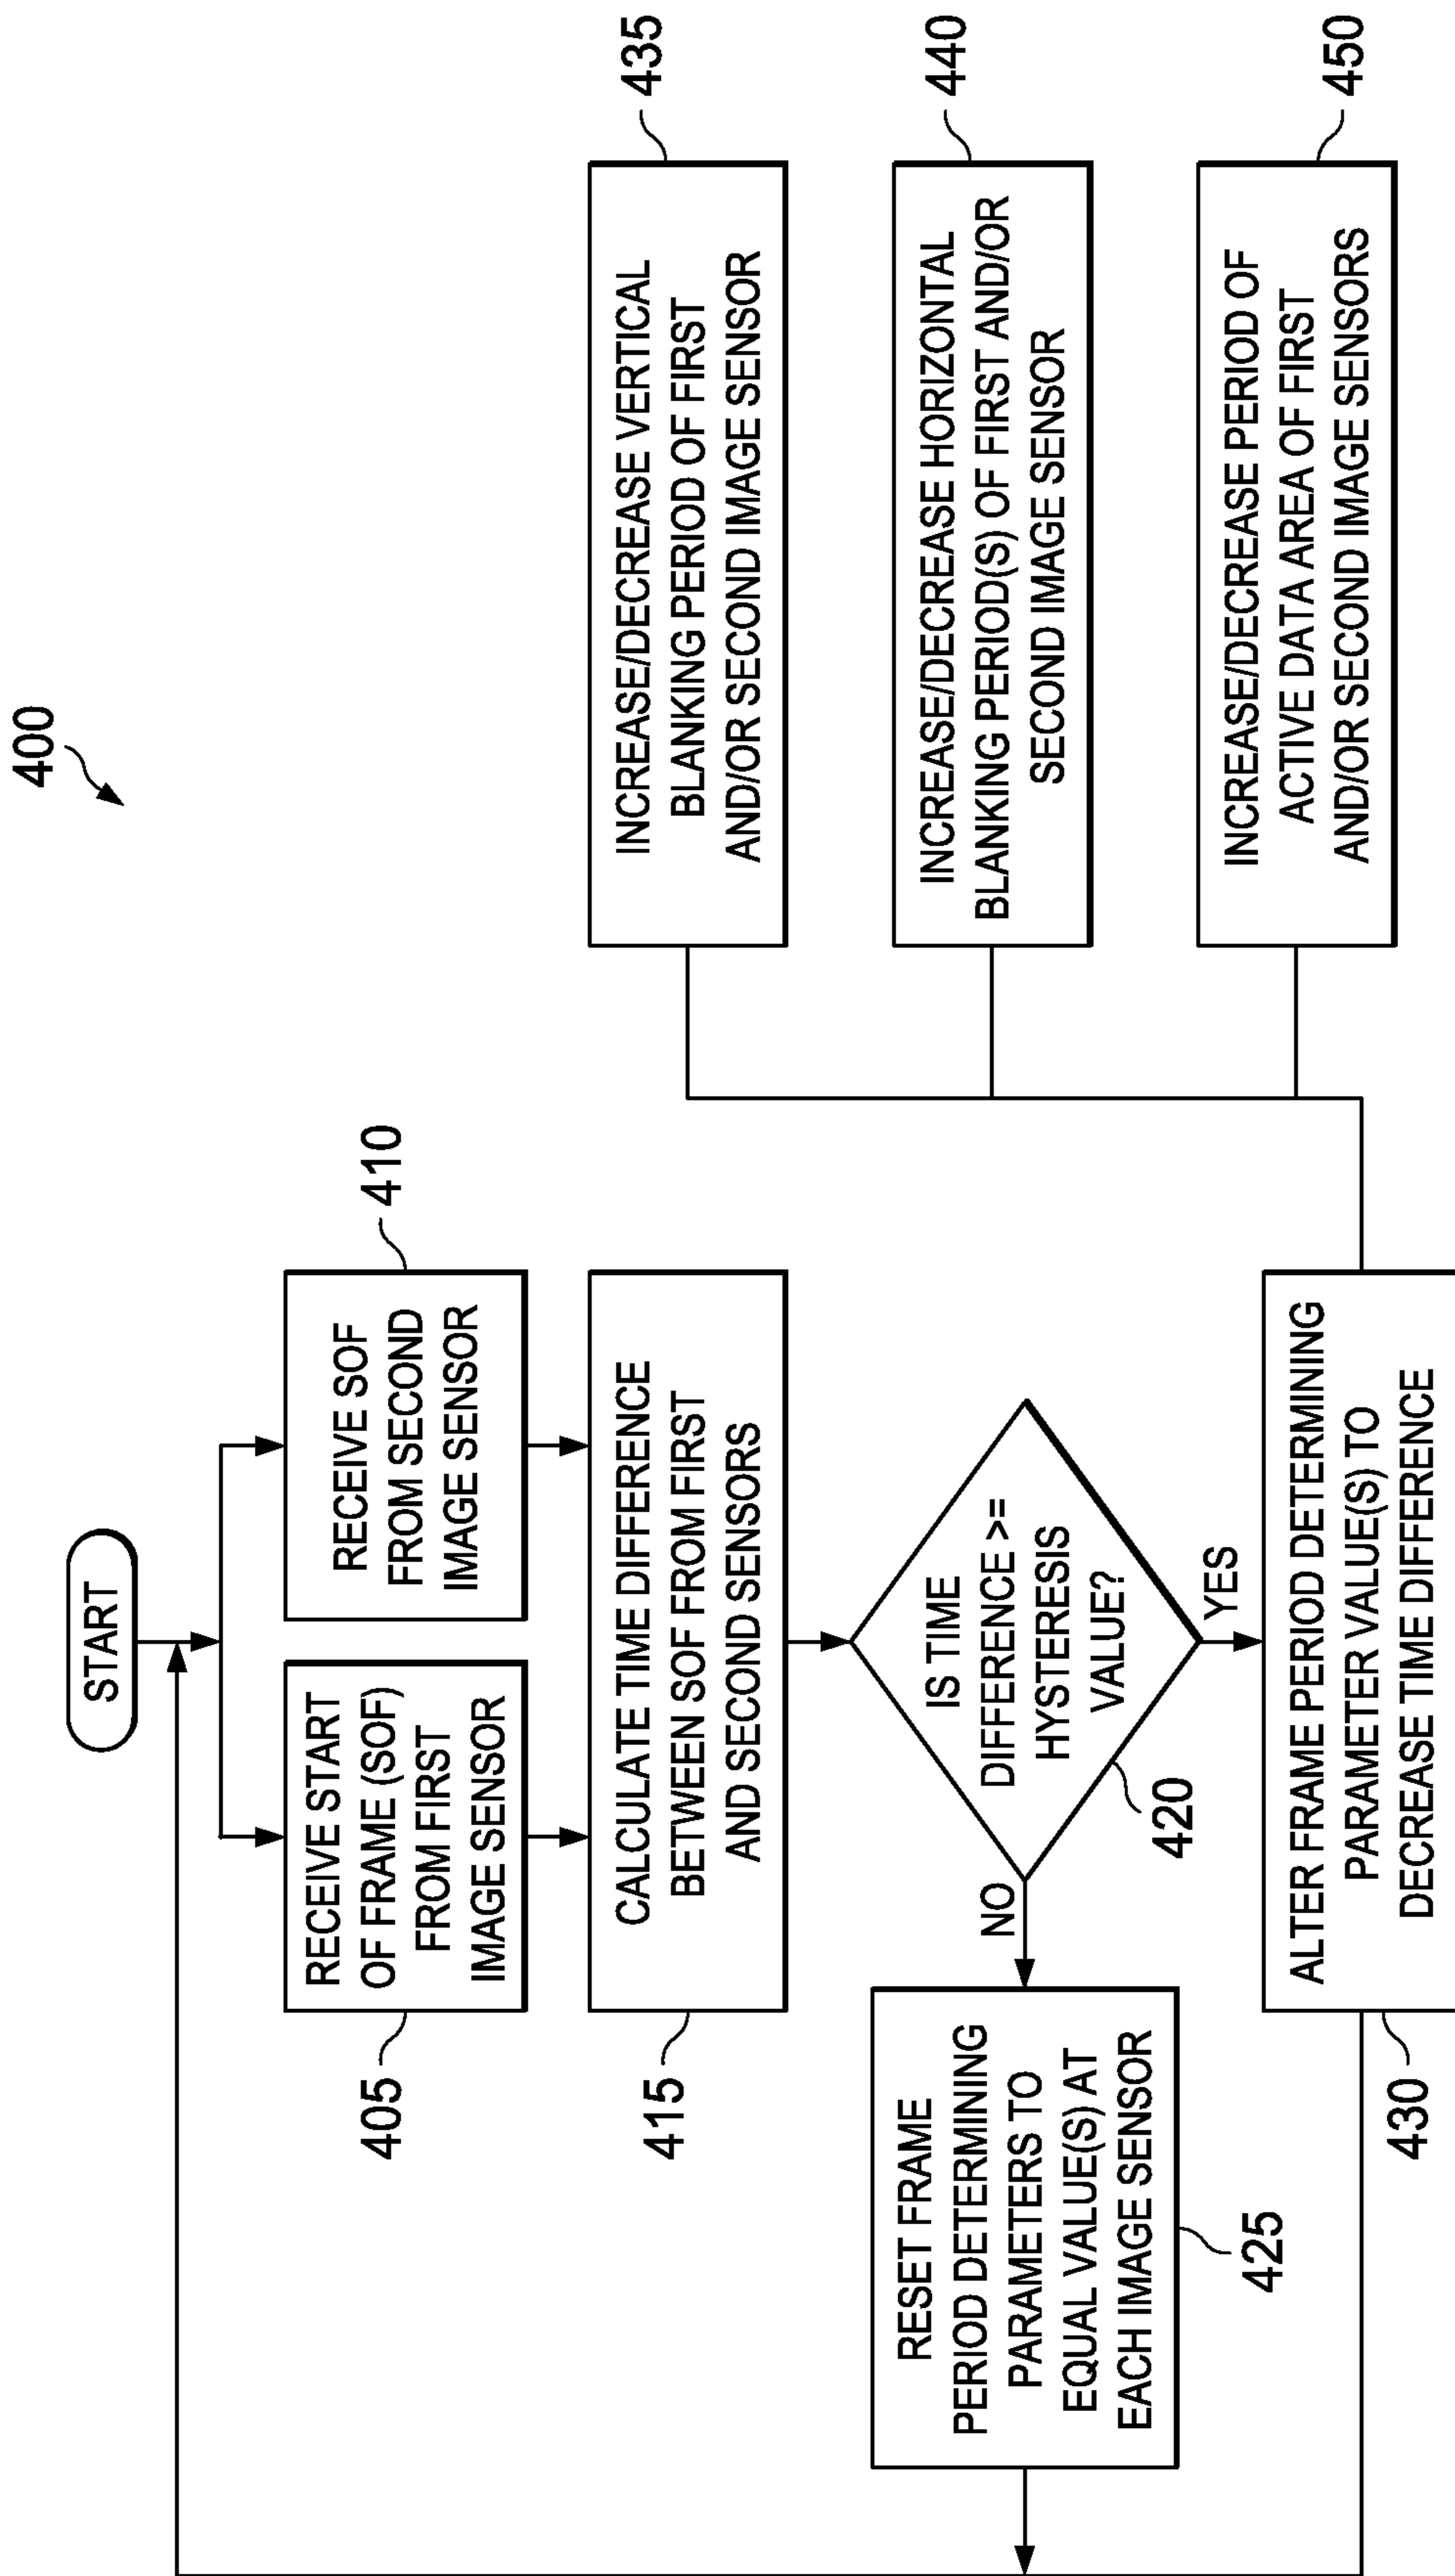 400
START
RECEIVE START
OF FRAME (SOF)
FROM FIRST
IMAGE SENSOR
405
RECEIVE SOF
FROM SECOND
IMAGE SENSOR
410
CALCULATE TIME DIFFERENCE
BETWEEN SOF FROM FIRST
AND SECOND SENSORS
415
IS TIME
DIFFERENCE >=
HYSTERESIS
VALUE?
420
NO
YES
RESET FRAME
PERIOD DETERMINING
PARAMETERS TO
EQUAL VALUE(S) AT
EACH IMAGE SENSOR
425
ALTER FRAME PERIOD DETERMINING
PARAMETER VALUE(S) TO
DECREASE TIME DIFFERENCE
430
INCREASE/DECREASE VERTICAL
BLANKING PERIOD OF FIRST
AND/OR SECOND IMAGE SENSOR
435
INCREASE/DECREASE HORIZONTAL
BLANKING PERIOD(S) OF FIRST AND/OR
SECOND IMAGE SENSOR
440
INCREASE/DECREASE PERIOD OF
ACTIVE DATA AREA OF FIRST
AND/OR SECOND IMAGE SENSORS
450